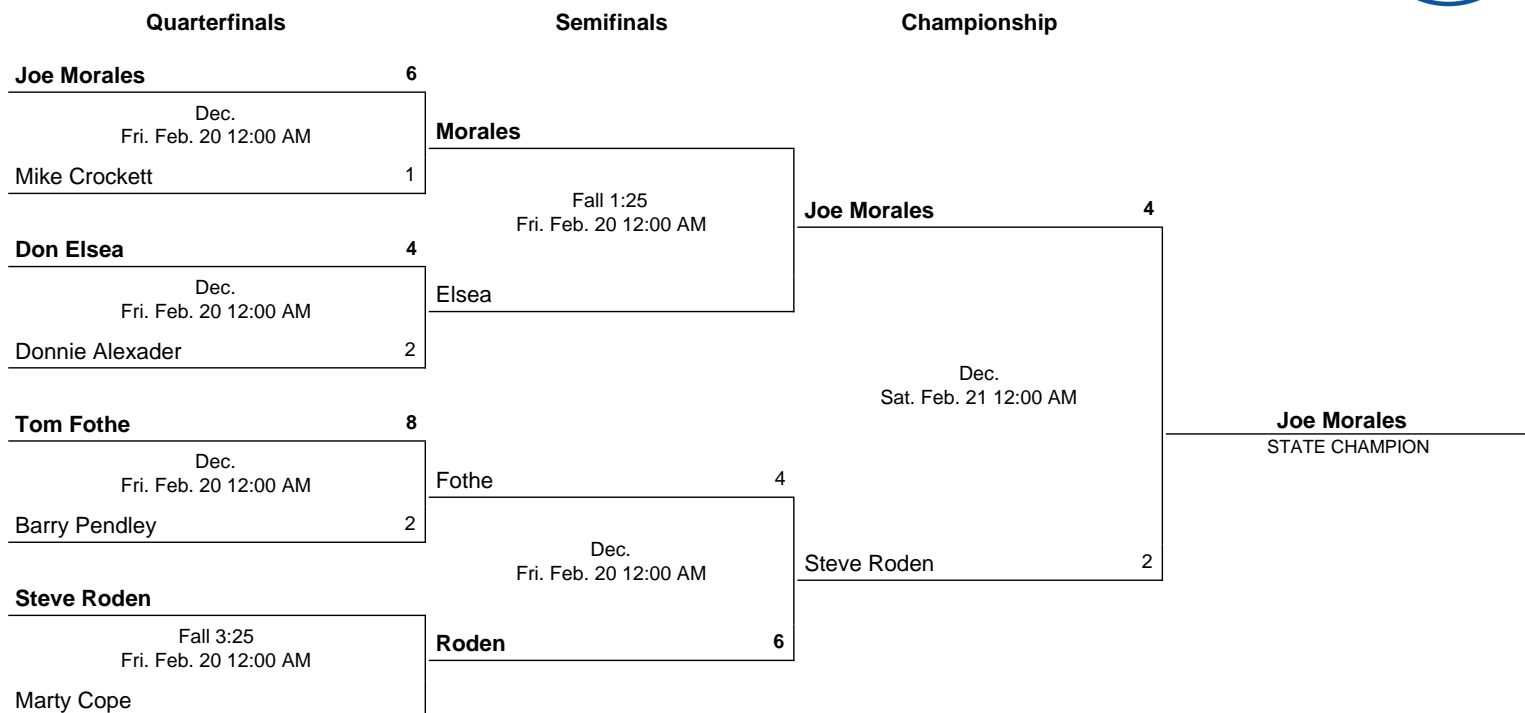 Quarterfinals
Semifinals
Championship
Joe Morales 6
Dec.
Fri. Feb. 20 12:00 AM
Mike Crockett 1
Don Elsea 4
Dec.
Fri. Feb. 20 12:00 AM
Donnie Alexader 2
Tom Fothe 8
Dec.
Fri. Feb. 20 12:00 AM
Barry Pendley 2
Steve Roden
Fall 3:25
Fri. Feb. 20 12:00 AM
Marty Cope
Morales
Fall 1:25
Fri. Feb. 20 12:00 AM
Elsea
Fothe 4
Dec.
Fri. Feb. 20 12:00 AM
Roden 6
Joe Morales 4
Dec.
Sat. Feb. 21 12:00 AM
Steve Roden 2
Joe Morales
STATE CHAMPION